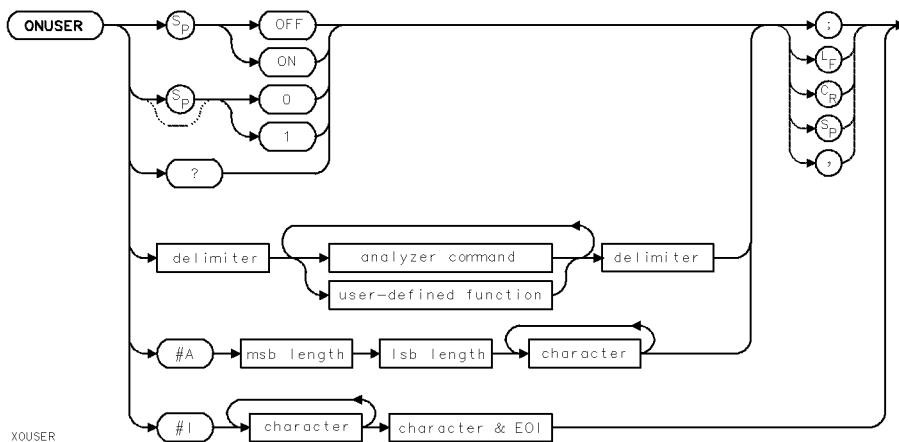 ONUSER
SP
OFF
;
ON
LF
SP
0
CR
1
SP
?
,
delimiter
analyzer command
delimiter
user-defined function
#A
msb length
lsb length
character
#I
character
character & EOI
XOUSER